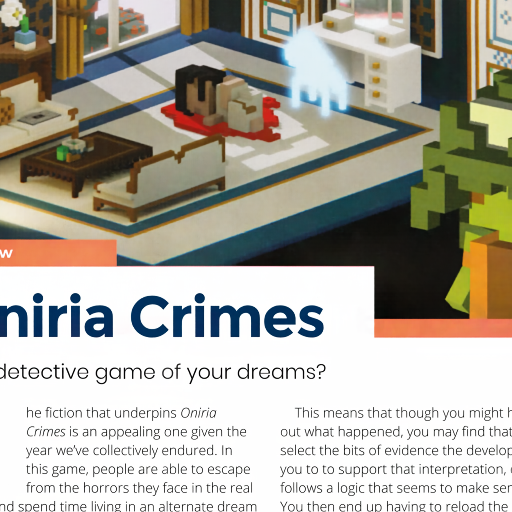 w
niria Crimes
detective game of your dreams?
he fiction that underpins Oniria
Crimes is an appealing one given the
year we've collectively endured. In
this game, people are able to escape
from the horrors they face in the real
nd spend time living in an alternate dream
This means that though you might h
out what happened, you may find that
select the bits of evidence the develop
you to to support that interpretation,
follows a logic that seems to make sen
You then end up having to reload the